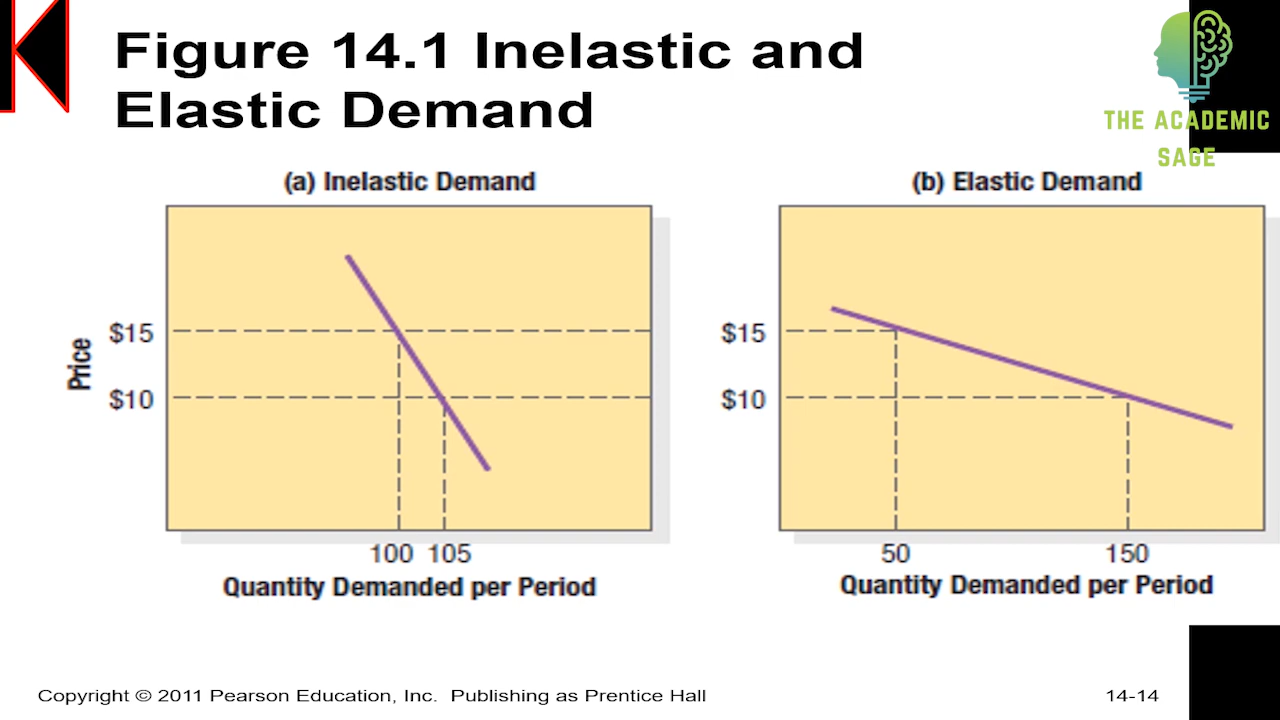 Figure 14.1 Inelastic and
Elastic Demand
THE ACADEMIC
SAGE
(a) Inelastic Demand
Price
$15
$10
100 105
Quantity Demanded per Period
(b) Elastic Demand
$15
$10
50 150
Quantity Demanded per Period
Copyright © 2011 Pearson Education, Inc. Publishing as Prentice Hall
14-14